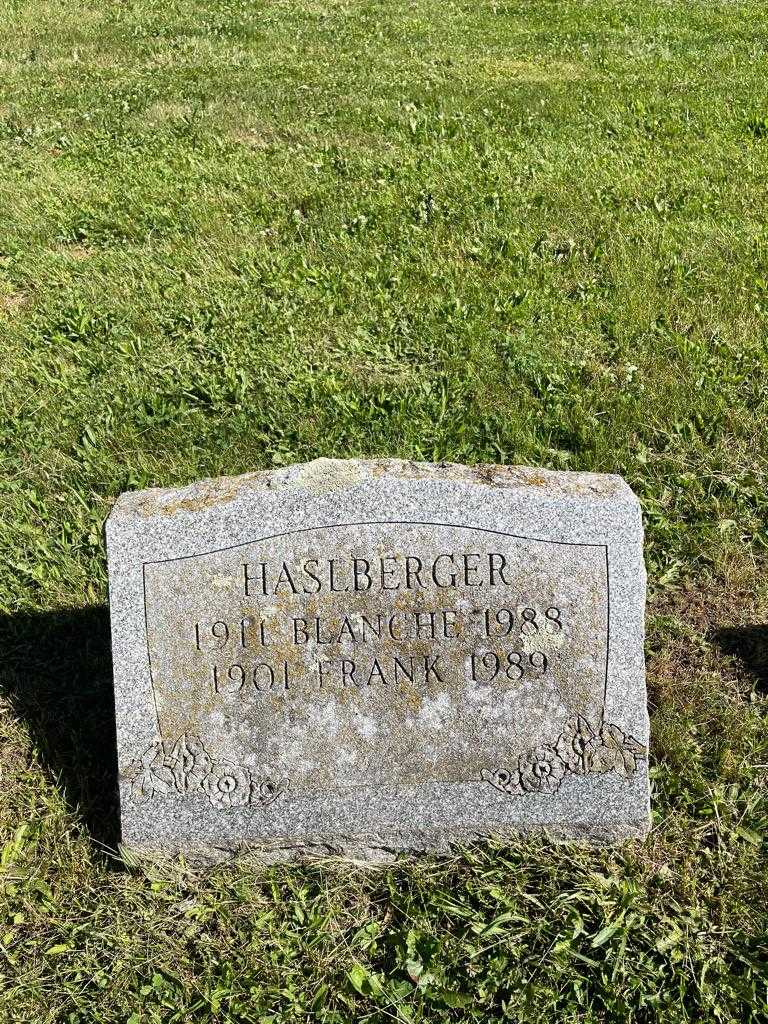 HASLBERGER
1911 BLANCHE 1988
1901 FRANK 1989